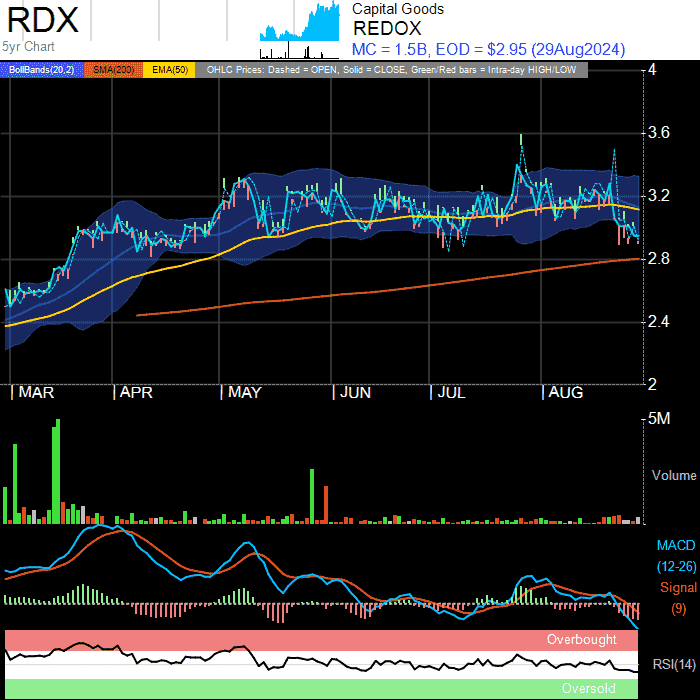 RDX
5yr Chart
Capital Goods
REDOX
MC = 1.5B, EOD = $2.95 (29Aug2024)
BollBands(20,2) SMA(200) EMA(50) OHLC Prices: Dashed = OPEN, Solid = CLOSE, Green/Red bars = Intra-day HIGH/LOW
4
3.6
3.2
2.8
2.4
2
MAR APR MAY JUN JUL AUG
5M
Volume
MACD
(12-26)
Signal
(9)
Overbought
RSI(14)
Oversold